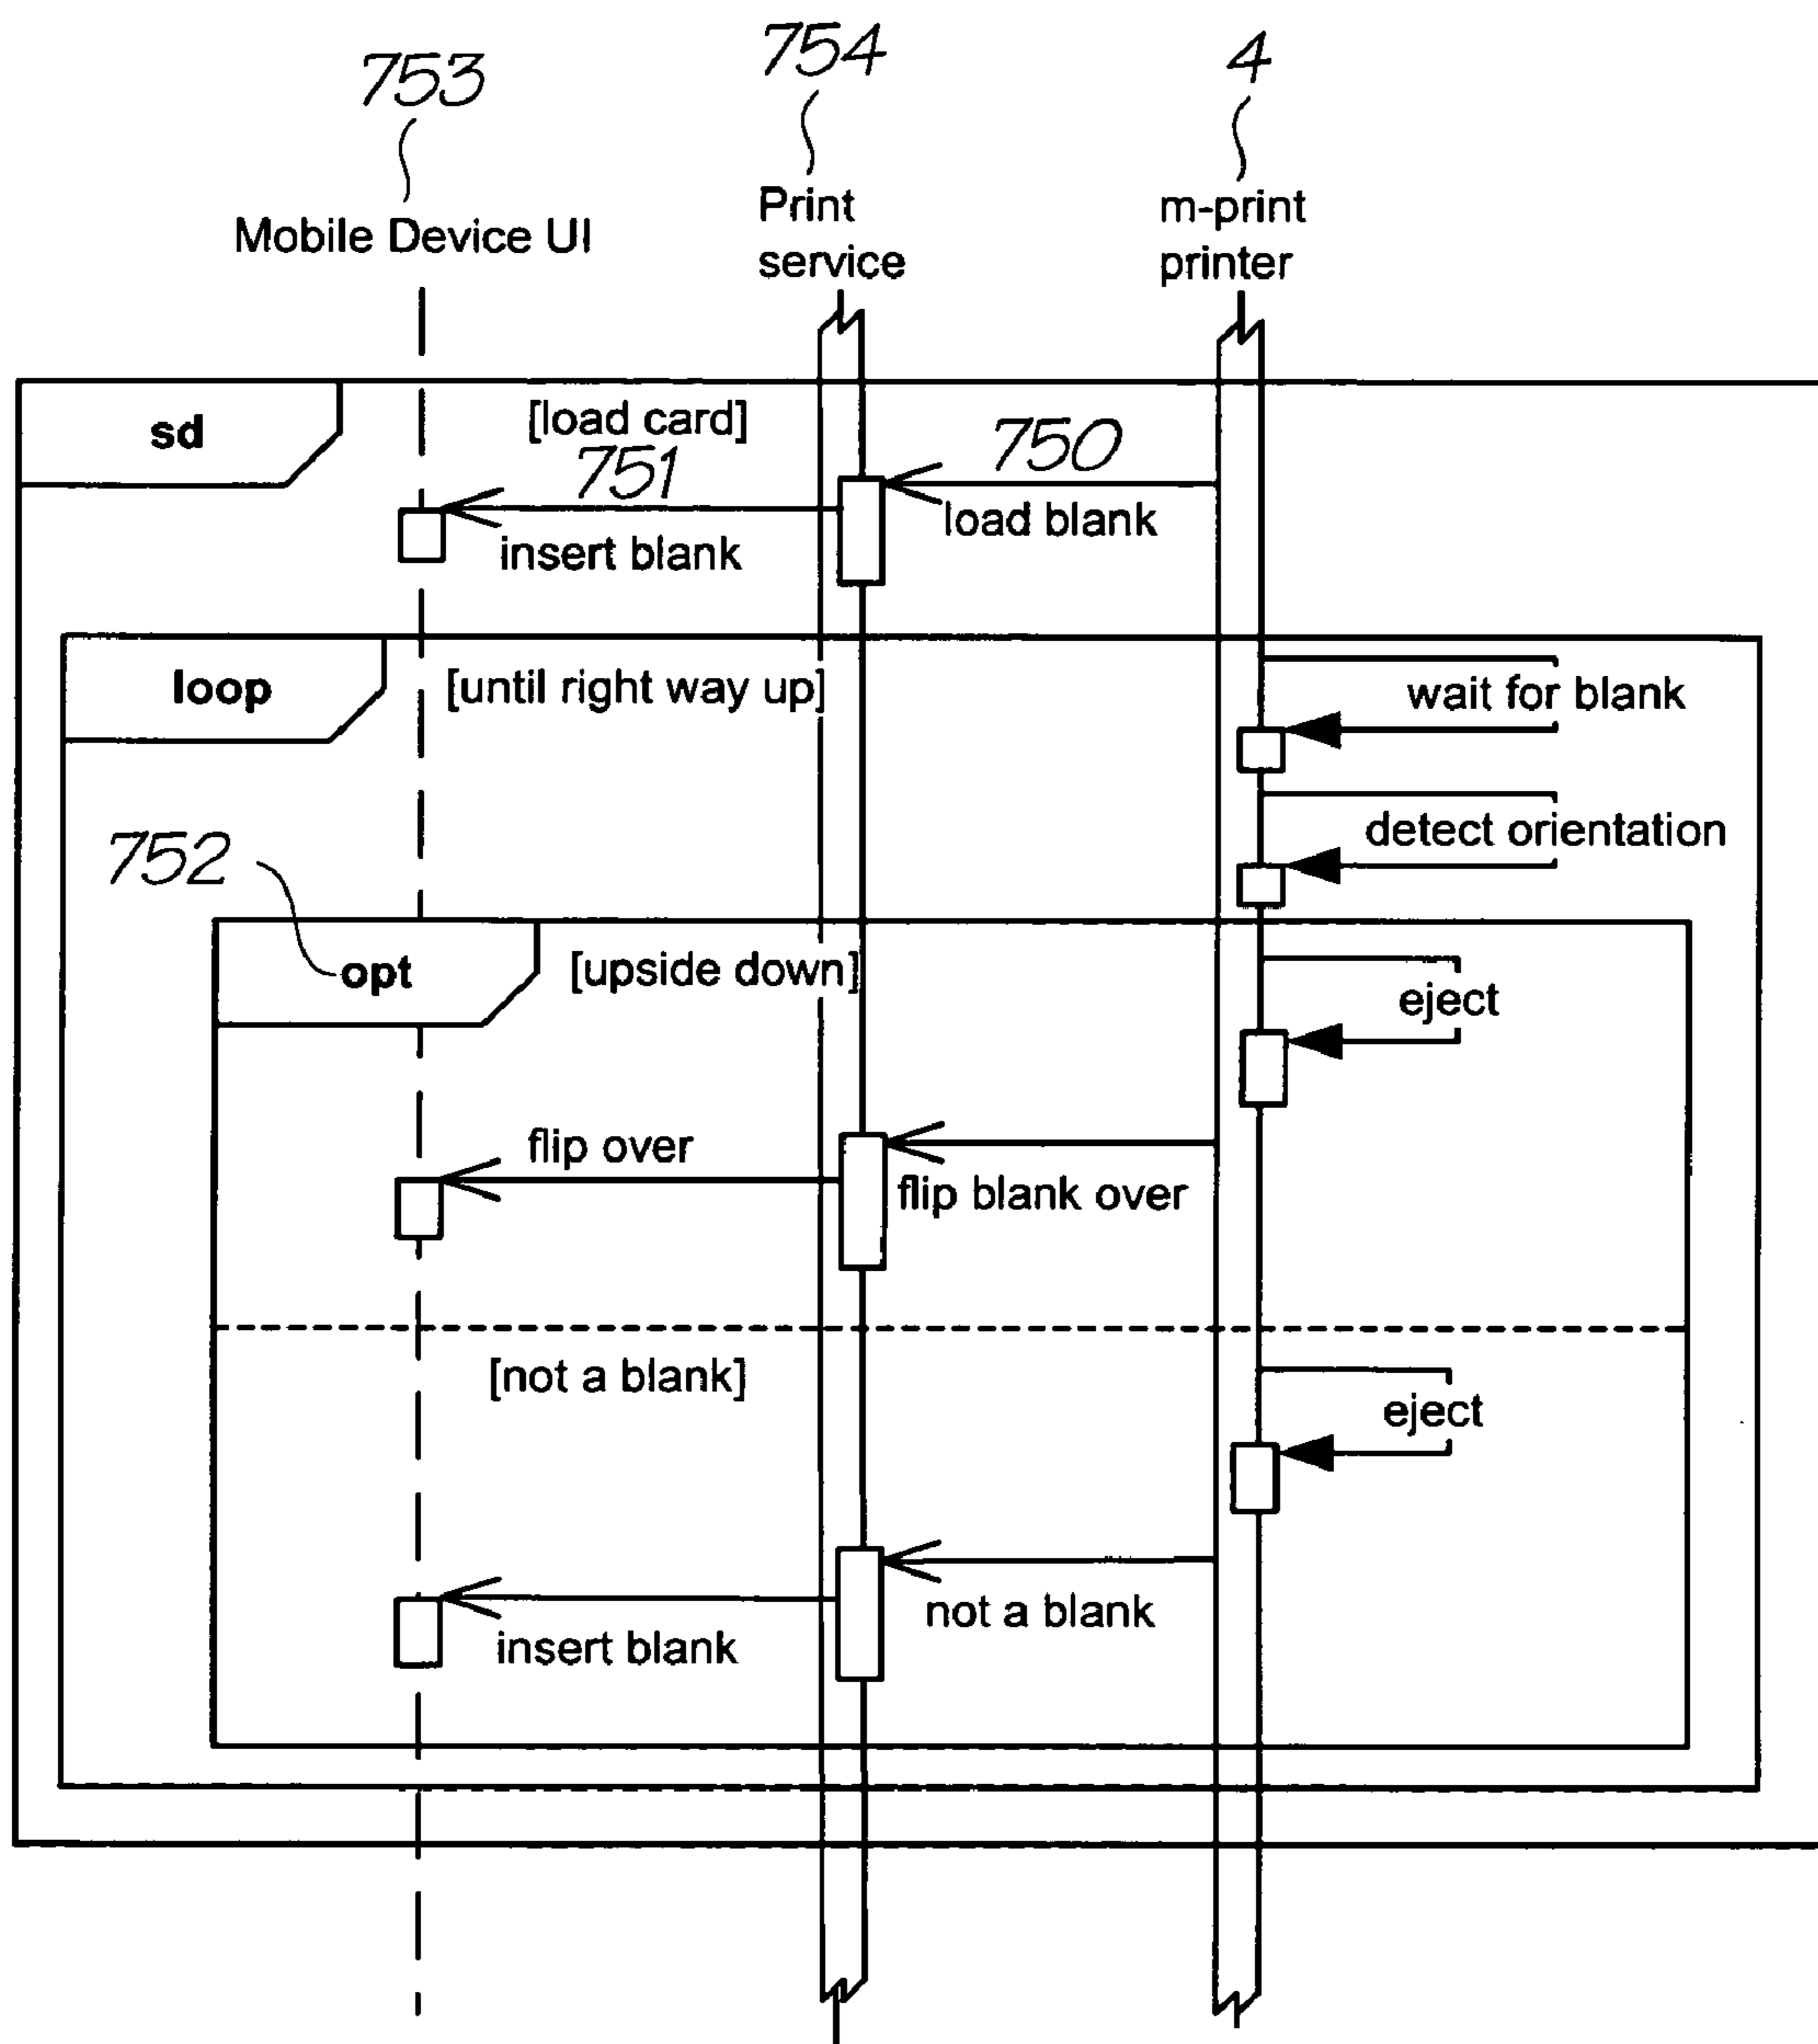 753
754
4
Mobile Device UI
Print
service
m-print
printer
sd
[load card]
750
751
load blank
insert blank
loop
[until right way up]
wait for blank
detect orientation
752
opt
[upside down]
eject
flip over
flip blank over
[not a blank]
eject
not a blank
insert blank